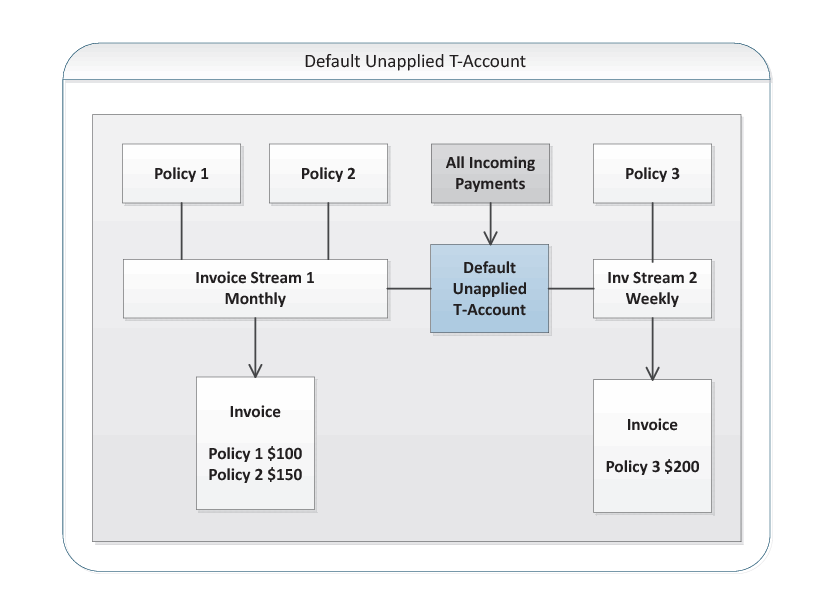 Default Unapplied T-Account
Policy 1
Policy 2
All Incoming
Payments
Policy 3
Invoice Stream 1
Monthly
Default
Unapplied
T-Account
Inv Stream 2
Weekly
Invoice
Policy 1 $100
Policy 2 $150
Invoice
Policy 3 $200